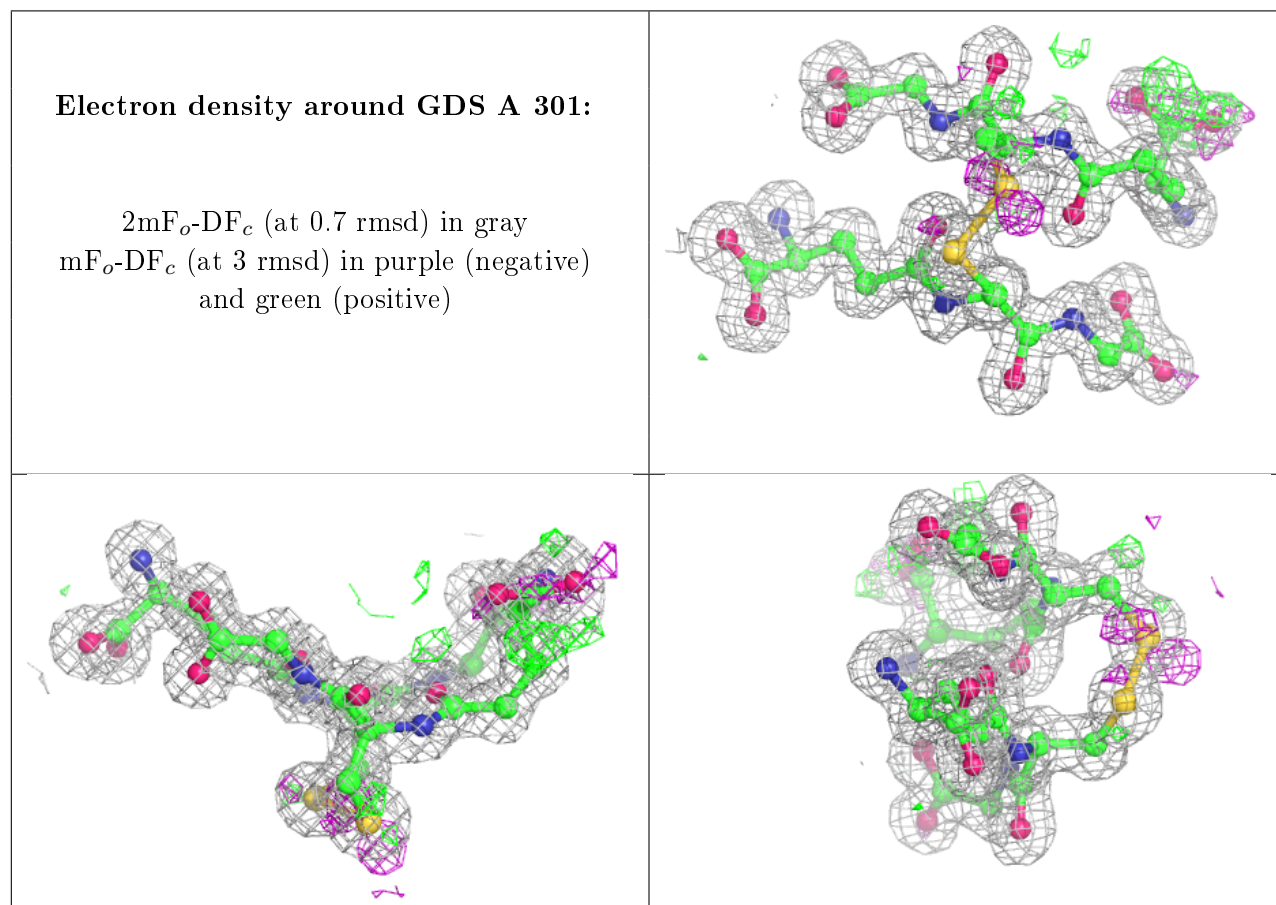 Electron density around GDS A 301:
2mFo-DFc (at 0.7 rmsd) in gray
mFo-DFc (at 3 rmsd) in purple (negative)
and green (positive)